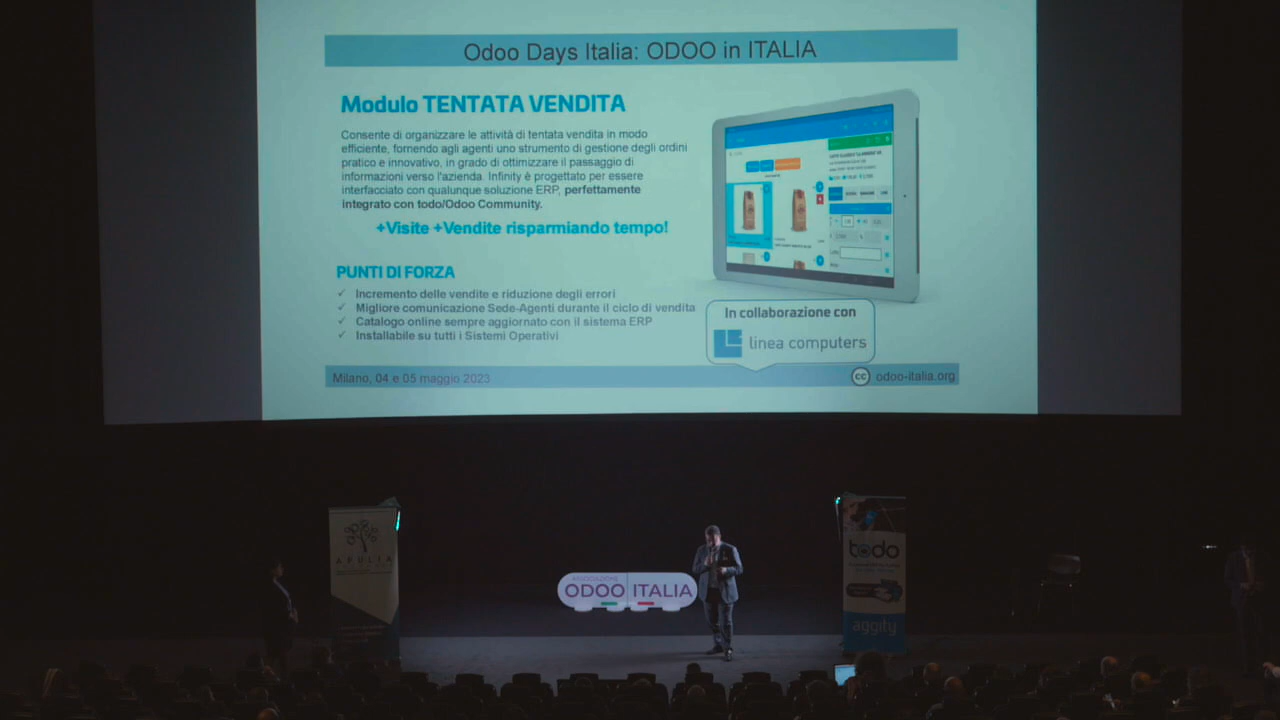 Odoo Days Italia: ODOO in ITALIA
Modulo TENTATA VENDITA
Consente di organizzare le attività di tentata vendita in modo
efficiente, fornendo agli agenti uno strumento di gestione degli ordini
pratico e innovativo, in grado di ottimizzare il passaggio di
informazioni verso l'azienda. Infinity è progettato per essere
interfacciato con qualunque soluzione ERP, perfettamente
integrato con todo/Odoo Community.
+Visite +Vendite risparmiando tempo!
PUNTI DI FORZA
✓ Incremento delle vendite e riduzione degli errori
✓ Migliore comunicazione Sede-Agenti durante il ciclo di vendita
✓ Catalogo online sempre aggiornato con il sistema ERP
✓ Installabile su tutti i Sistemi Operativi
In collaborazione con
linea computers
Milano, 04 e 05 maggio 2023
cc odoo-italia.org
APULIA
ASSOCIAZIONE
ODOO ITALIA
todo
aggity